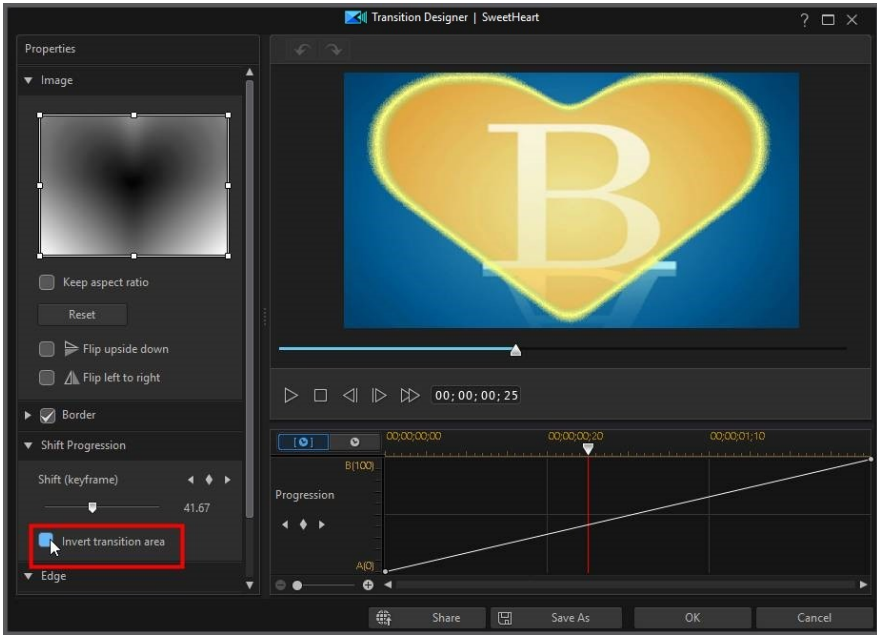 Transition Designer | SweetHeart
Properties
Image
Keep aspect ratio
Reset
Flip upside down
Flip left to right
Border
Shift Progression
Shift (keyframe)
41.67
Invert transition area
Edge
B
00;00;00;25
00;00;00;00 00;00;00;20 00;00;01;10
B(100)
Progression
A(0)
Share Save As OK Cancel